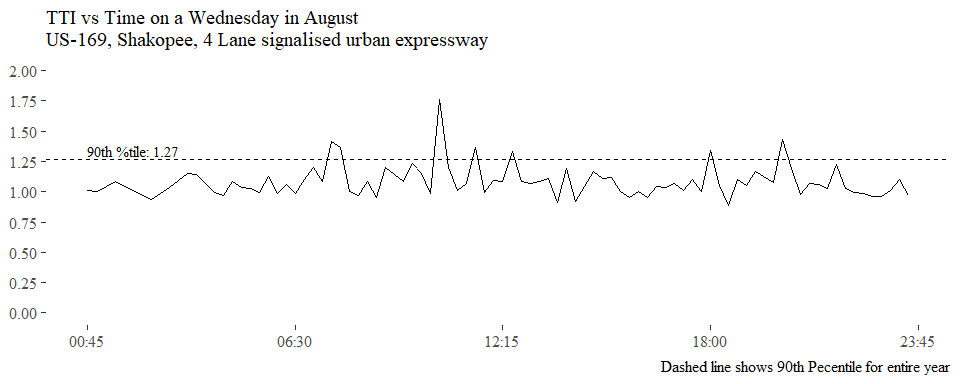 TTI vs Time on a Wednesday in August
US-169, Shakopee, 4 Lane signalised urban expressway
2.00
1.75
1.50
90th %tile: 1.27
1.25
1.00
0.75
0.50
0.25
0.00
00:45 06:30 12:15 18:00 23:45
Dashed line shows 90th Pecentile for entire year